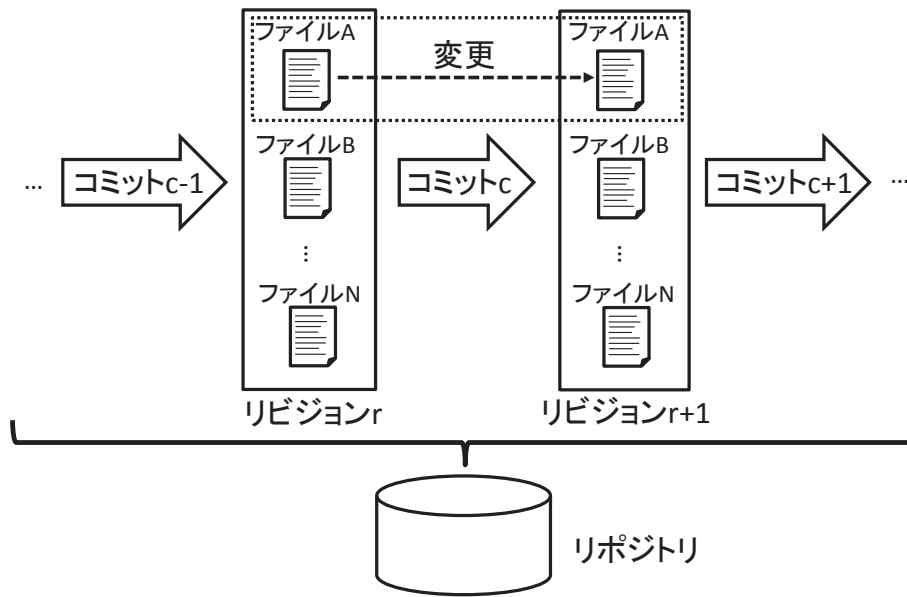 ファイルA
変更
ファイルA
ファイルB
ファイルB
...
コミットc-1
コミットc
コミットc+1
...
...
...
ファイルN
ファイルN
リビジョンr
リビジョンr+1
リポジトリ